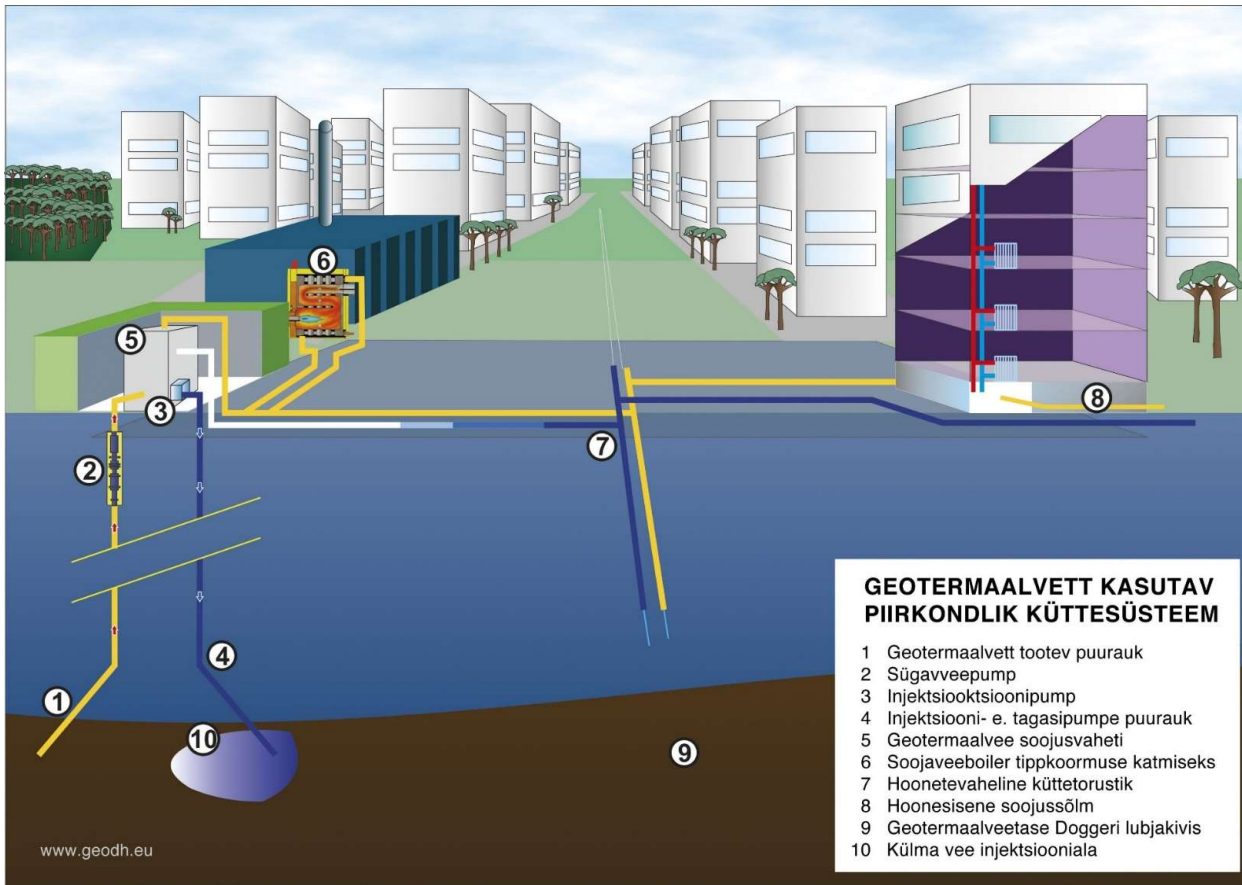 6
5
3
8
2
7
4
1
10
9
GEOTERMAALVETT KASUTAV
PIIRKONDLIK KÜTTESÜSTEEM
1 Geotermaalvett tootev puurauk
2 Sügavveepump
3 Injektsiooktsioonipump
4 Injektsiooni- e. tagasipumpe puurauk
5 Geotermaalvee soojusvaheti
6 Soojaveeboiler tippkoormuse katmiseks
7 Hoonetevaheline küttetorustik
8 Hoonesisene soojussõlm
9 Geotermaalveetase Doggeri lubjakivis
10 Külma vee injektsiooniala
www.geodh.eu